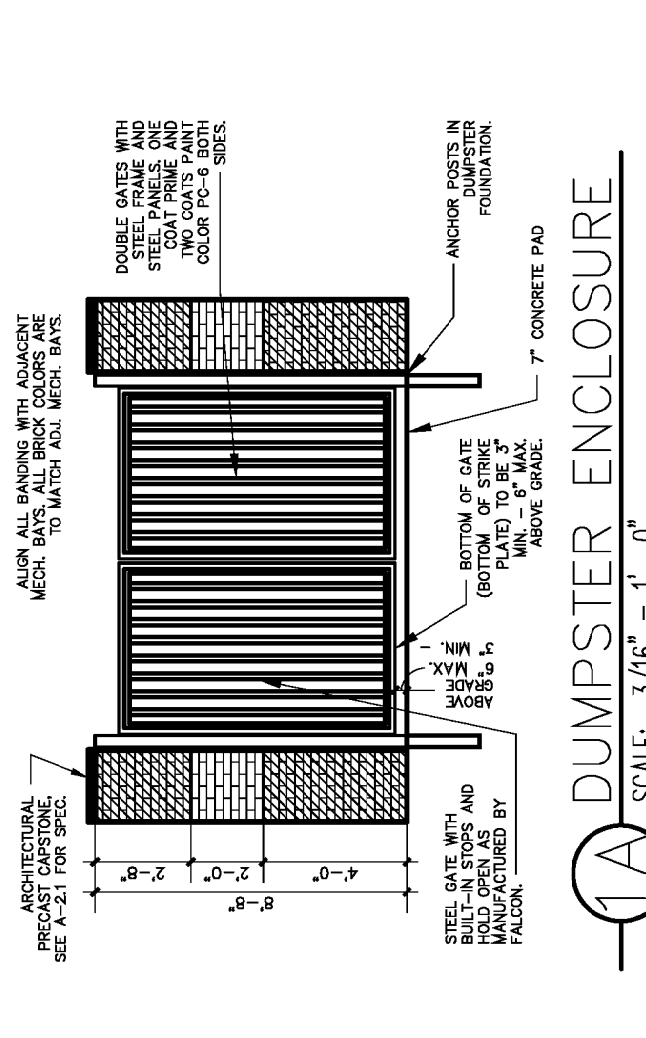 ARCHITECTURAL
PRECAST CAPSTONE,
SEE A-2.1 FOR SPEC.
ALIGN ALL BANDING WITH ADJACENT
MECH. BAYS. ALL BRICK COLORS ARE
TO MATCH ADJ. MECH. BAYS.
DOUBLE GATES WITH
STEEL FRAME AND
STEEL PANELS. ONE
COAT PRIME AND
TWO COATS PAINT
COLOR PC-6 BOTH
SIDES.
2'-8"
2'-0"
4'-0"
8'-8"
3" MIN. -
6" MAX.
ABOVE
GRADE
STEEL GATE WITH
BUILT-IN STOPS AND
HOLD OPEN AS
MANUFACTURED BY
FALCON.
BOTTOM OF GATE
(BOTTOM OF STRIKE
PLATE) TO BE 3"
MIN. - 6" MAX.
ABOVE GRADE.
ANCHOR POSTS IN
DUMPSTER
FOUNDATION.
7" CONCRETE PAD
1A
DUMPSTER ENCLOSURE
SCALE: 3/16" = 1'-0"